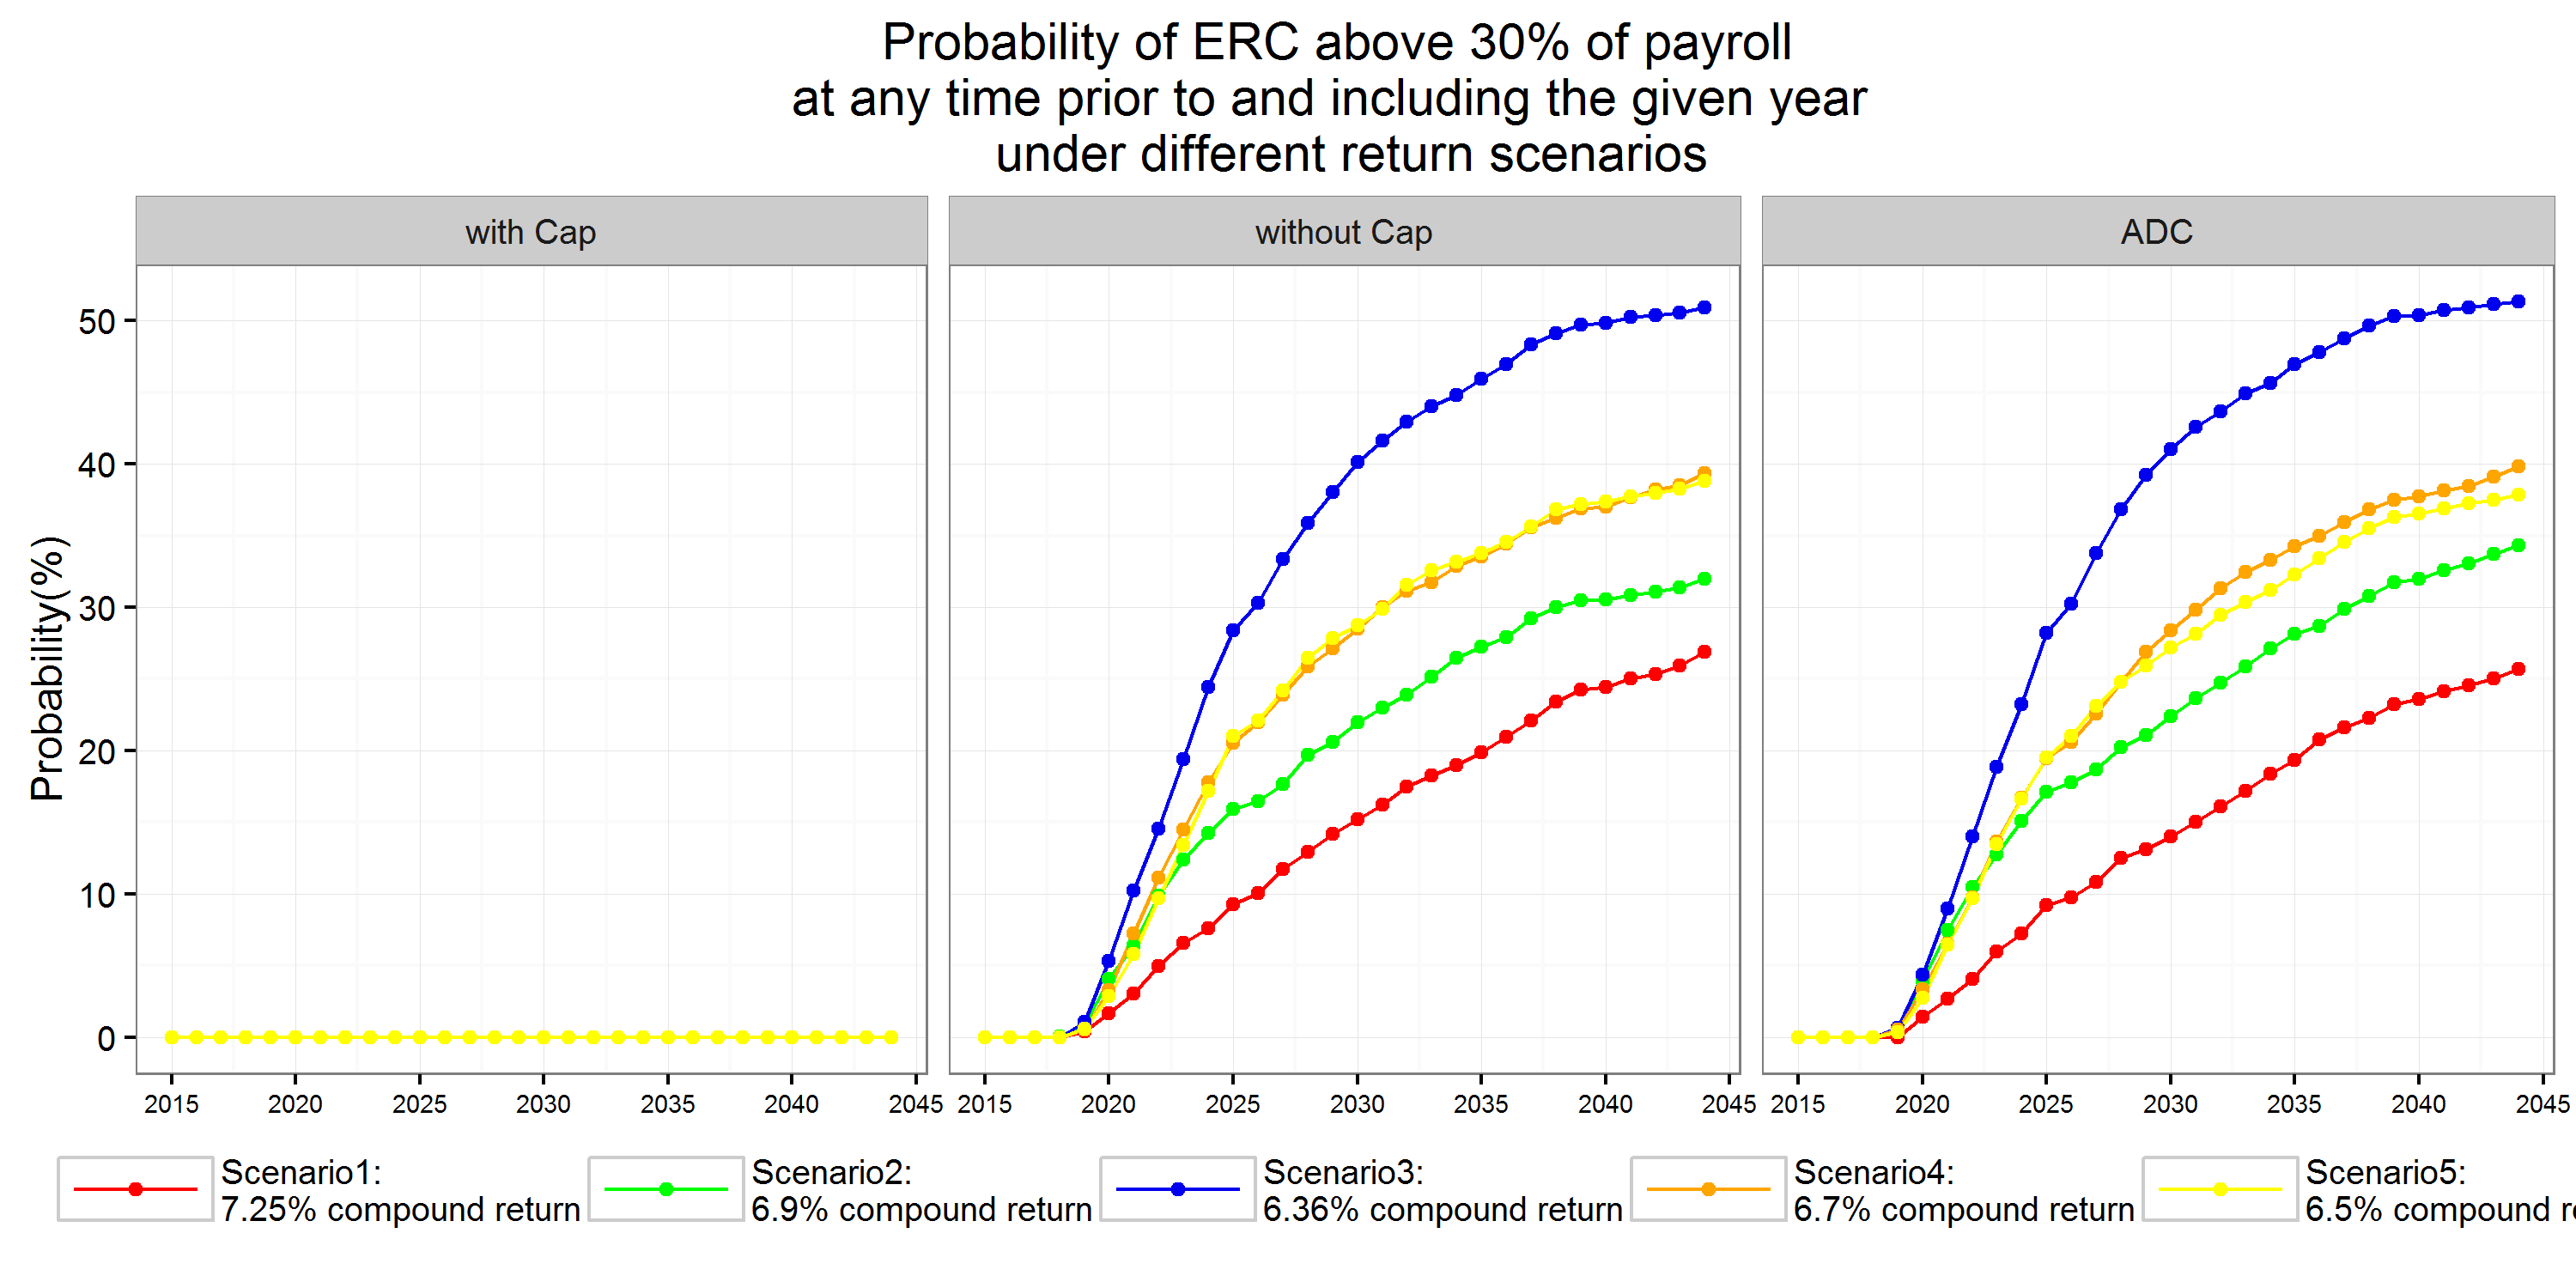 Probability of ERC above 30% of payroll
at any time prior to and including the given year
under different return scenarios
with Cap
without Cap
ADC
Probability(%)
50
40
30
20
10
0
2015 2020 2025 2030 2035 2040 2045
2015 2020 2025 2030 2035 2040 2045
2015 2020 2025 2030 2035 2040 2045
Scenario1:
7.25% compound return
Scenario2:
6.9% compound return
Scenario3:
6.36% compound return
Scenario4:
6.7% compound return
Scenario5:
6.5% compound